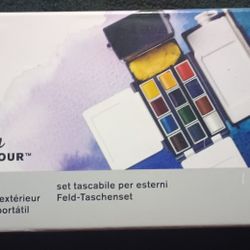 OUR™
extérieur
portátil
set tascabile per esterni
Feld-Taschenset